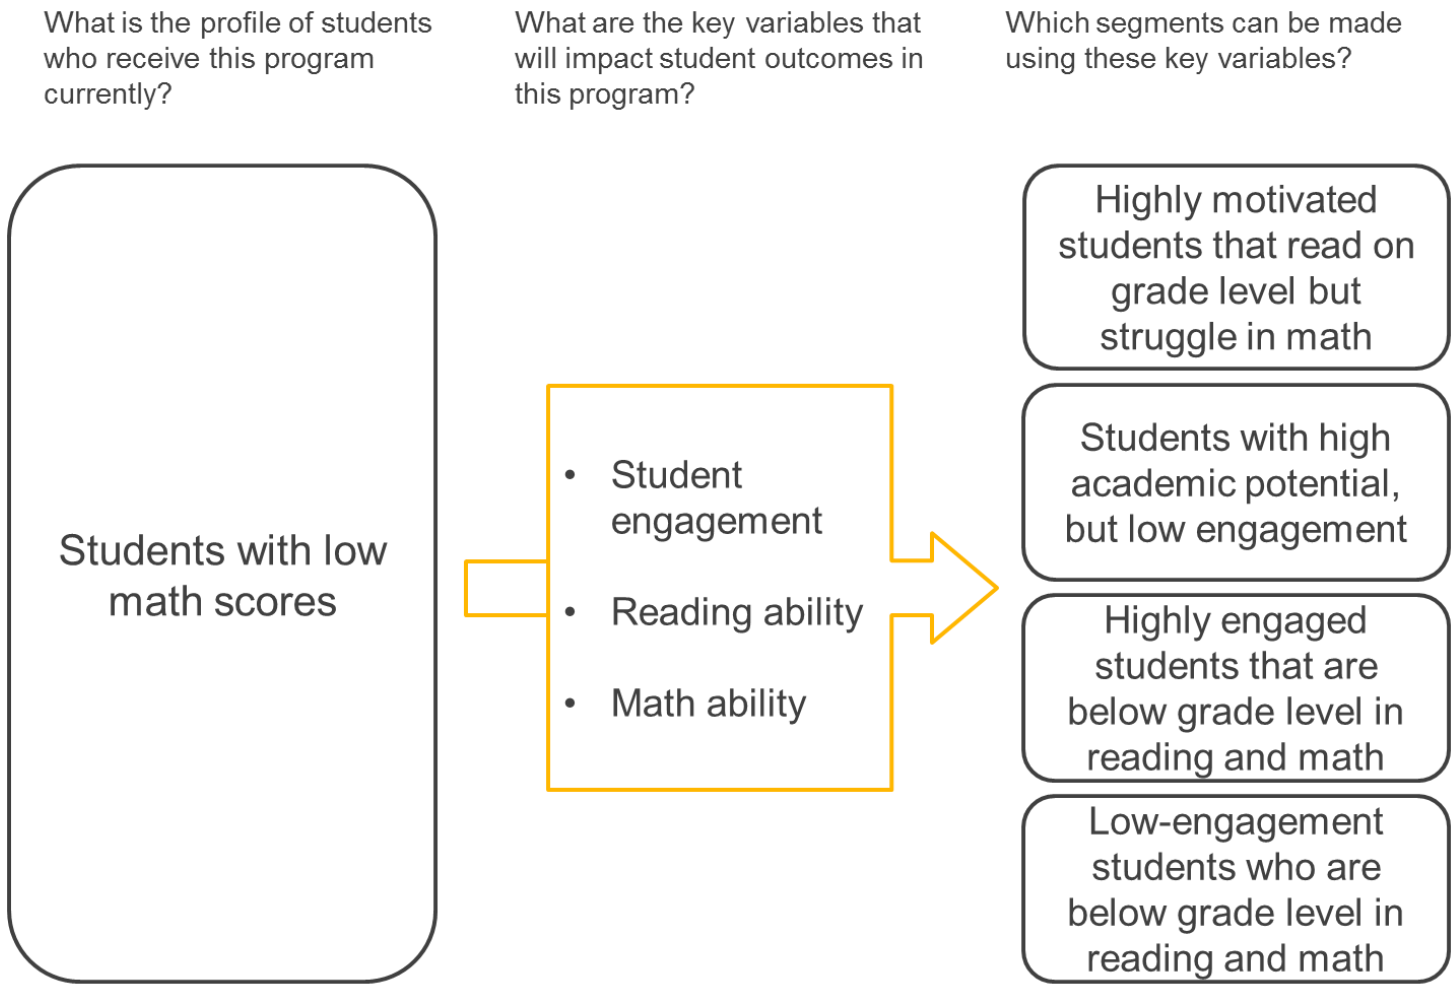 What is the profile of students
who receive this program
currently?
What are the key variables that
will impact student outcomes in
this program?
Which segments can be made
using these key variables?
Students with low
math scores
• Student
engagement
• Reading ability
• Math ability
Highly motivated
students that read on
grade level but
struggle in math
Students with high
academic potential,
but low engagement
Highly engaged
students that are
below grade level in
reading and math
Low-engagement
students who are
below grade level in
reading and math